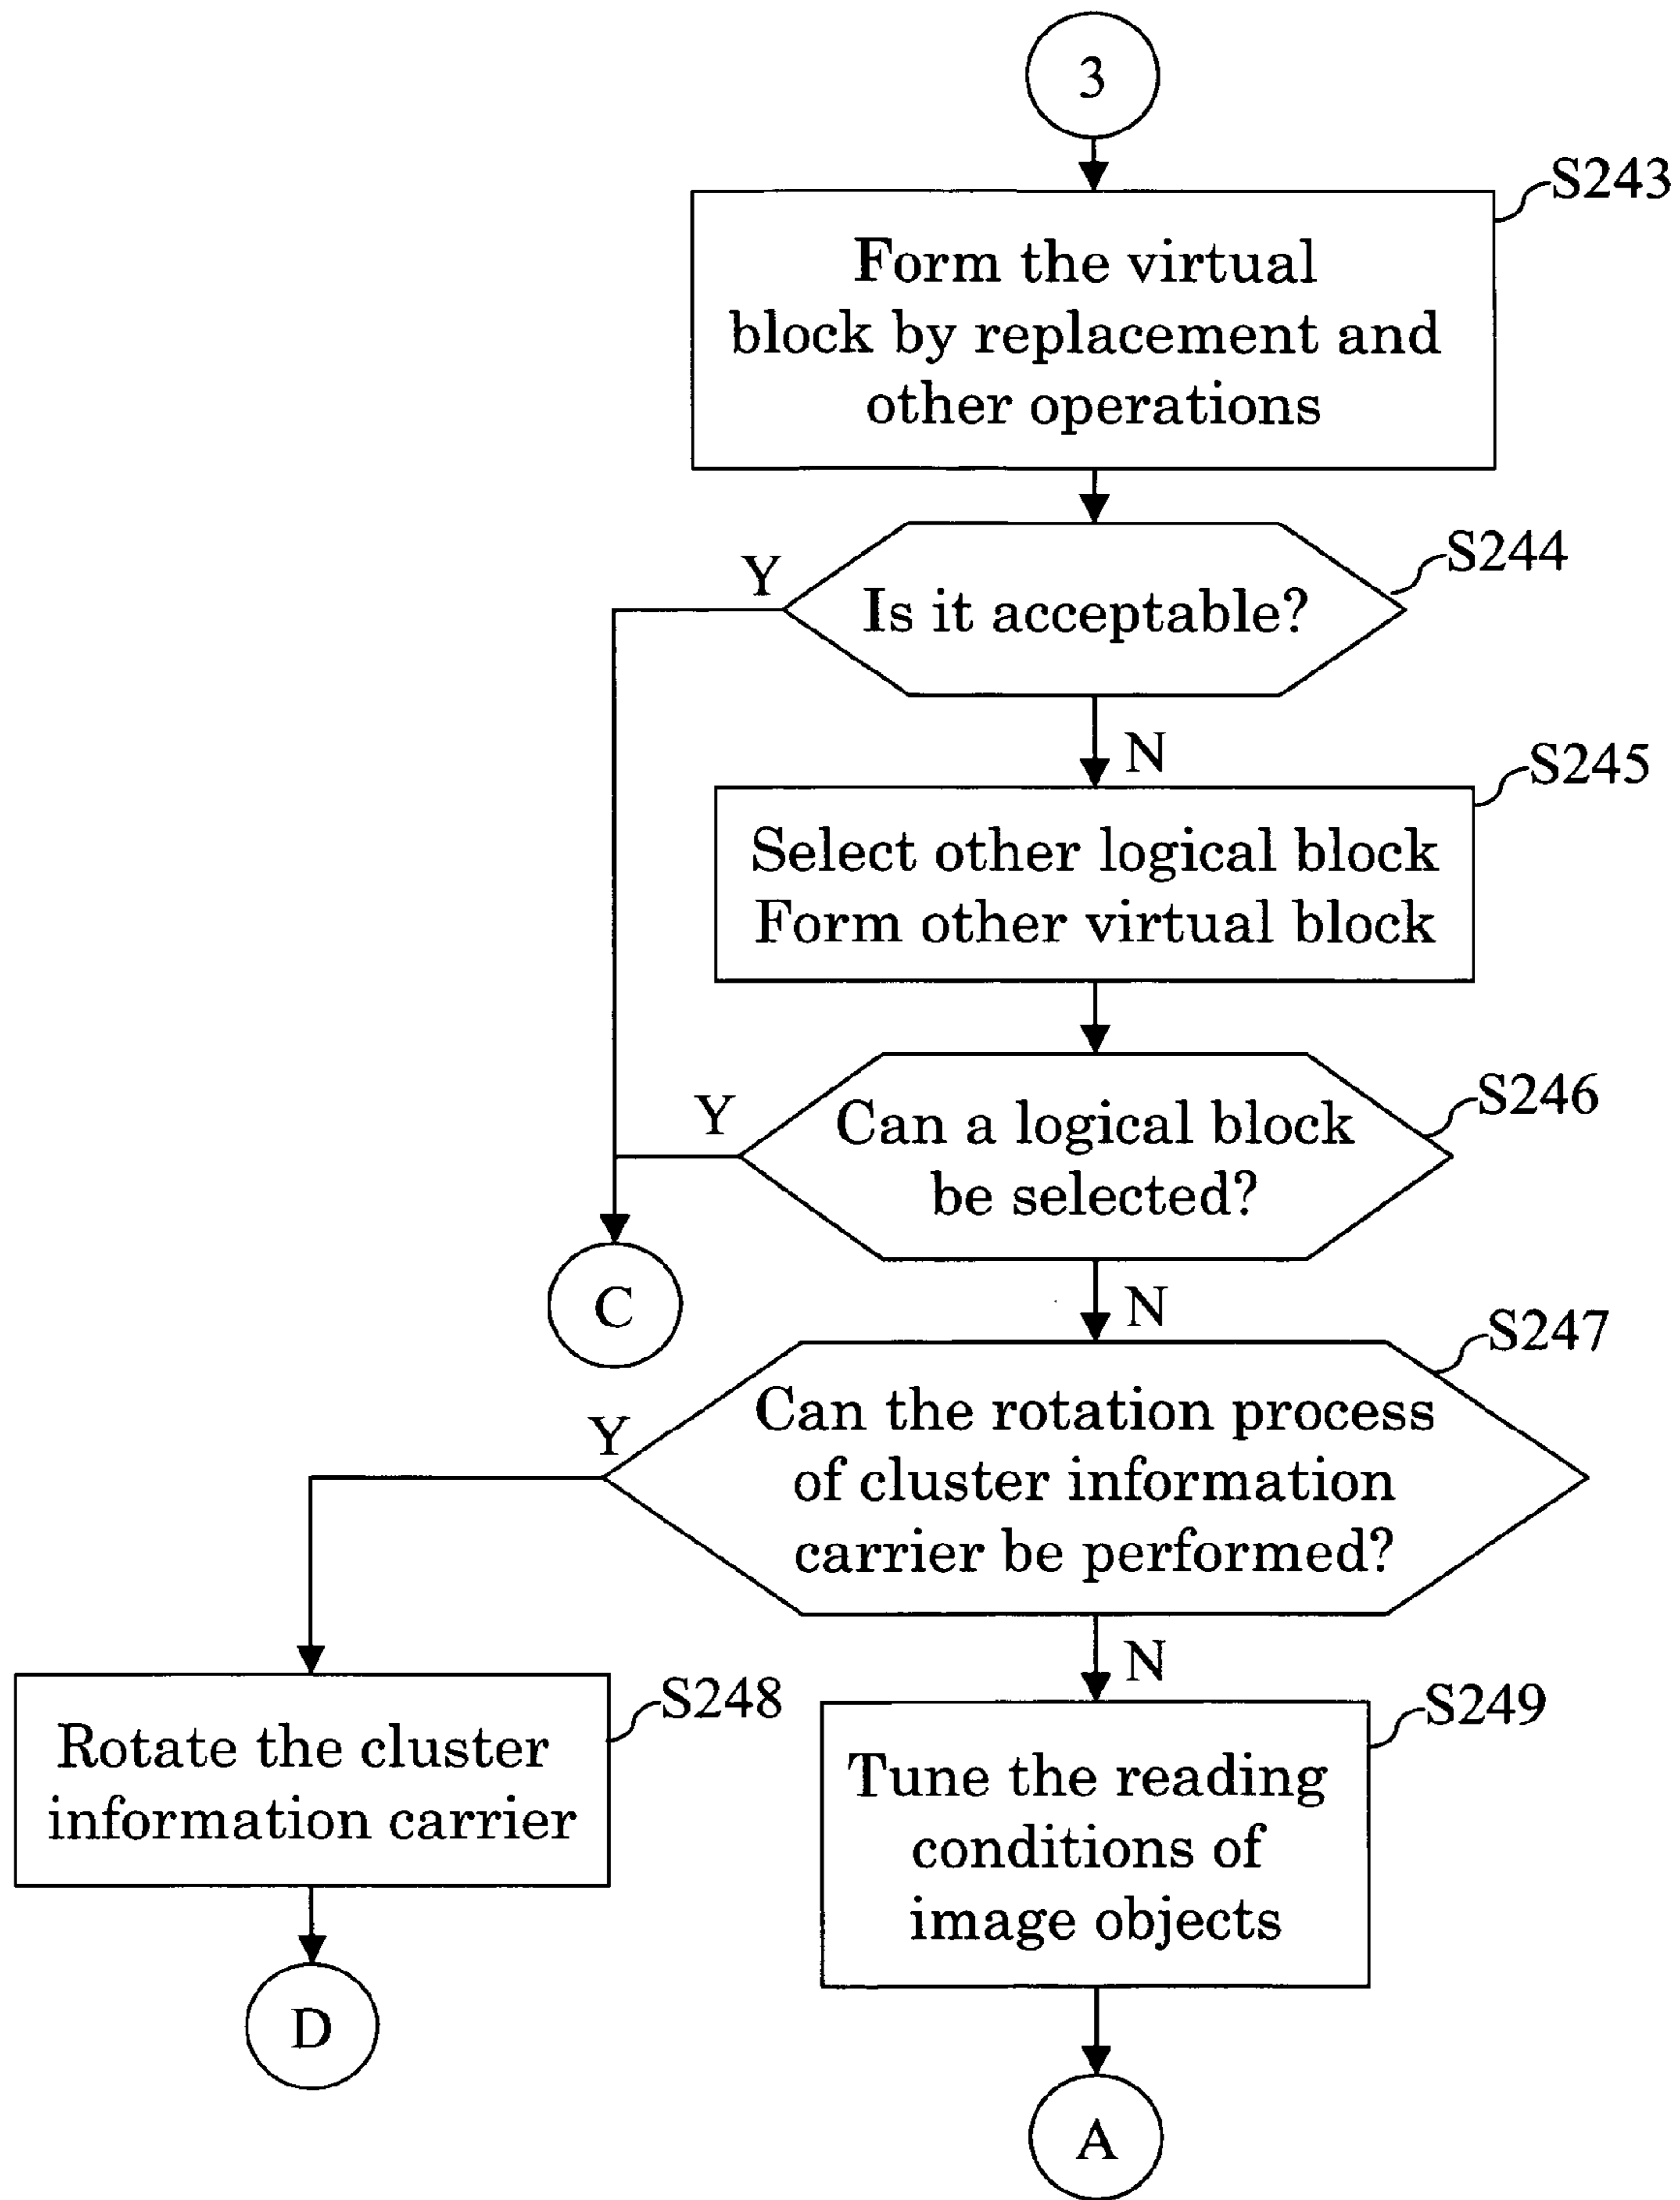 3
S243
Form the virtual
block by replacement and
other operations
S244
Y
Is it acceptable?
N
S245
Select other logical block
Form other virtual block
S246
Y
Can a logical block
be selected?
C
N
S247
Can the rotation process
of cluster information
carrier be performed?
Y
N
S248
Rotate the cluster
information carrier
S249
Tune the reading
conditions of
image objects
D
A